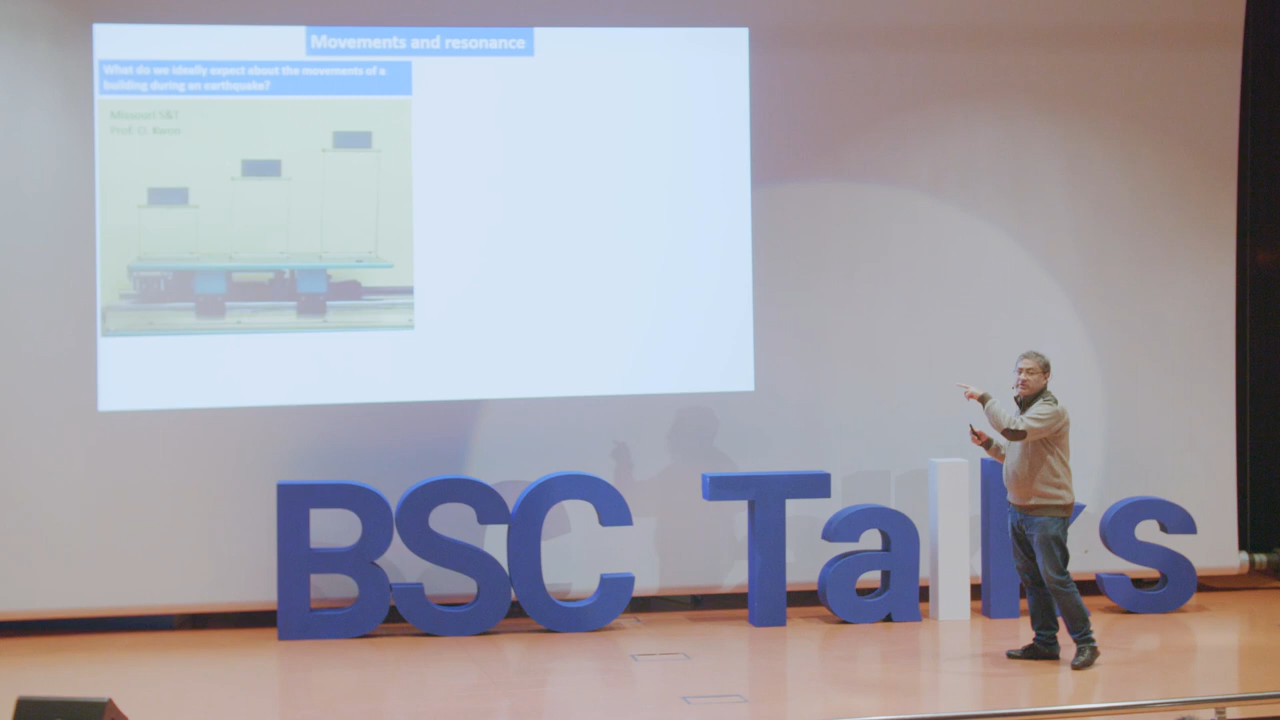 Movements and resonance
What do we ideally expect about the movements of a
building during an earthquake?
Missouri S&T
Prof. O. Kwon
BSC Talks